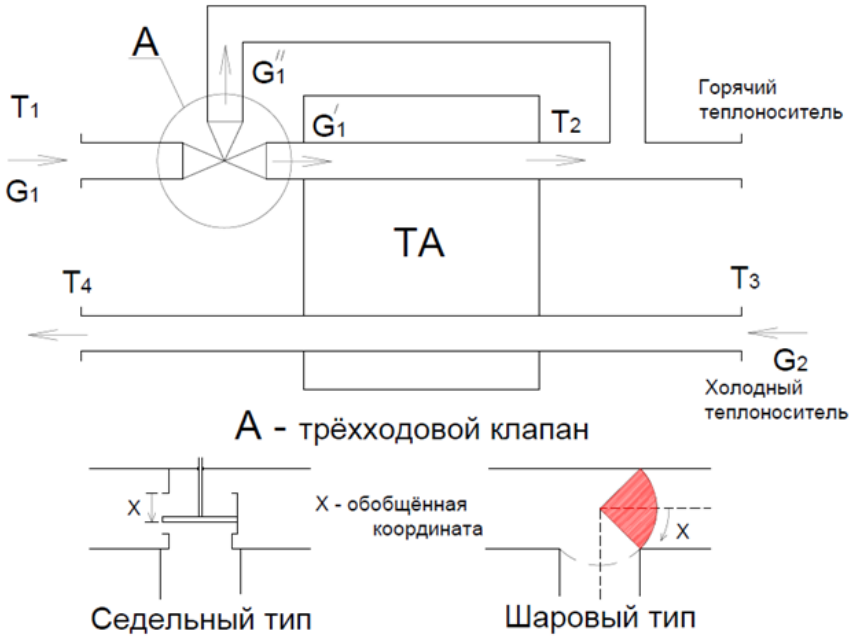 A
G1''
T1
G1'
T2
Горячий
теплоноситель
G1
ТА
T4
T3
G2
Холодный
теплоноситель
А - трёхходовой клапан
X
X - обобщённая
координата
X
Седельный тип
Шаровый тип